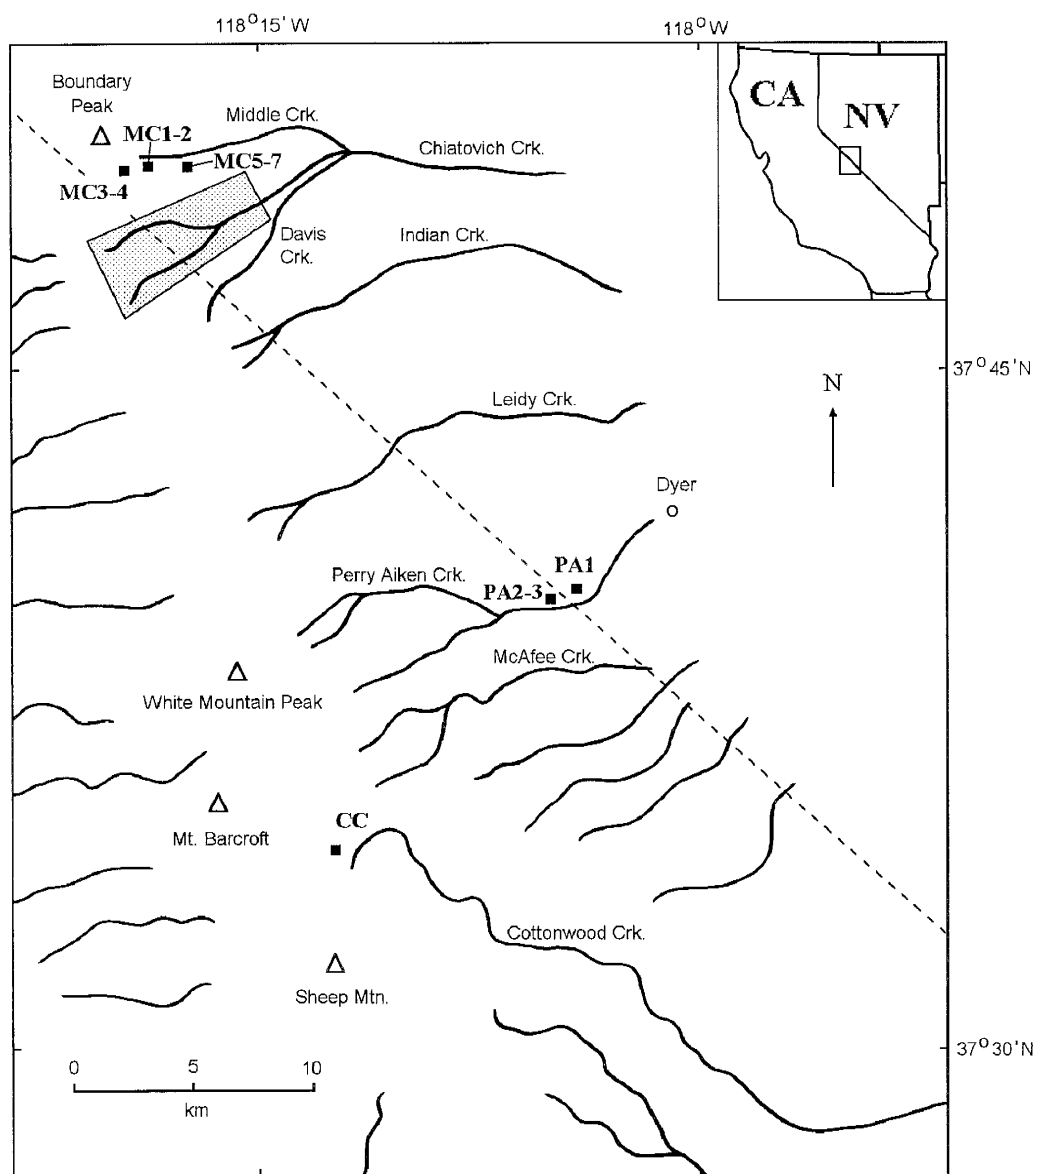 118° 15' W
118° W
Boundary
Peak
Middle Crk.
MC1-2
MC5-7
MC3-4
Chiatovich Crk.
CA
NV
Davis
Crk.
Indian Crk.
37° 45' N
N
Leidy Crk.
Dyer
PA1
Perry Aiken Crk.
PA2-3
McAfee Crk.
White Mountain Peak
CC
Mt. Barcroft
Cottonwood Crk.
Sheep Mtn.
37° 30' N
0 5 10
km